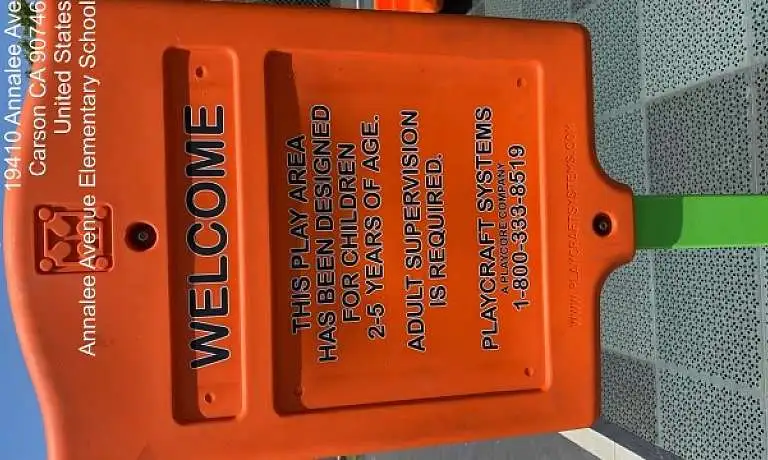 19410 Annalee Ave
Carson CA 90746
United States
Annalee Avenue Elementary School
WELCOME
THIS PLAY AREA
HAS BEEN DESIGNED
FOR CHILDREN
2-5 YEARS OF AGE.
ADULT SUPERVISION
IS REQUIRED.
PLAYCRAFT SYSTEMS
A PLAYCORE COMPANY
1-800-333-8519
WWW.PLAYCRAFTSYSTEMS.COM